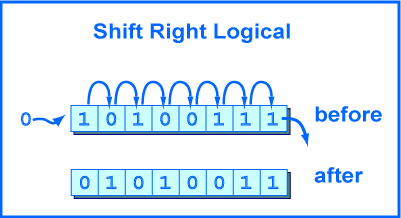 Shift Right Logical
0 1 0 1 0 0 1 1 1 before
0 1 0 1 0 0 1 1 after